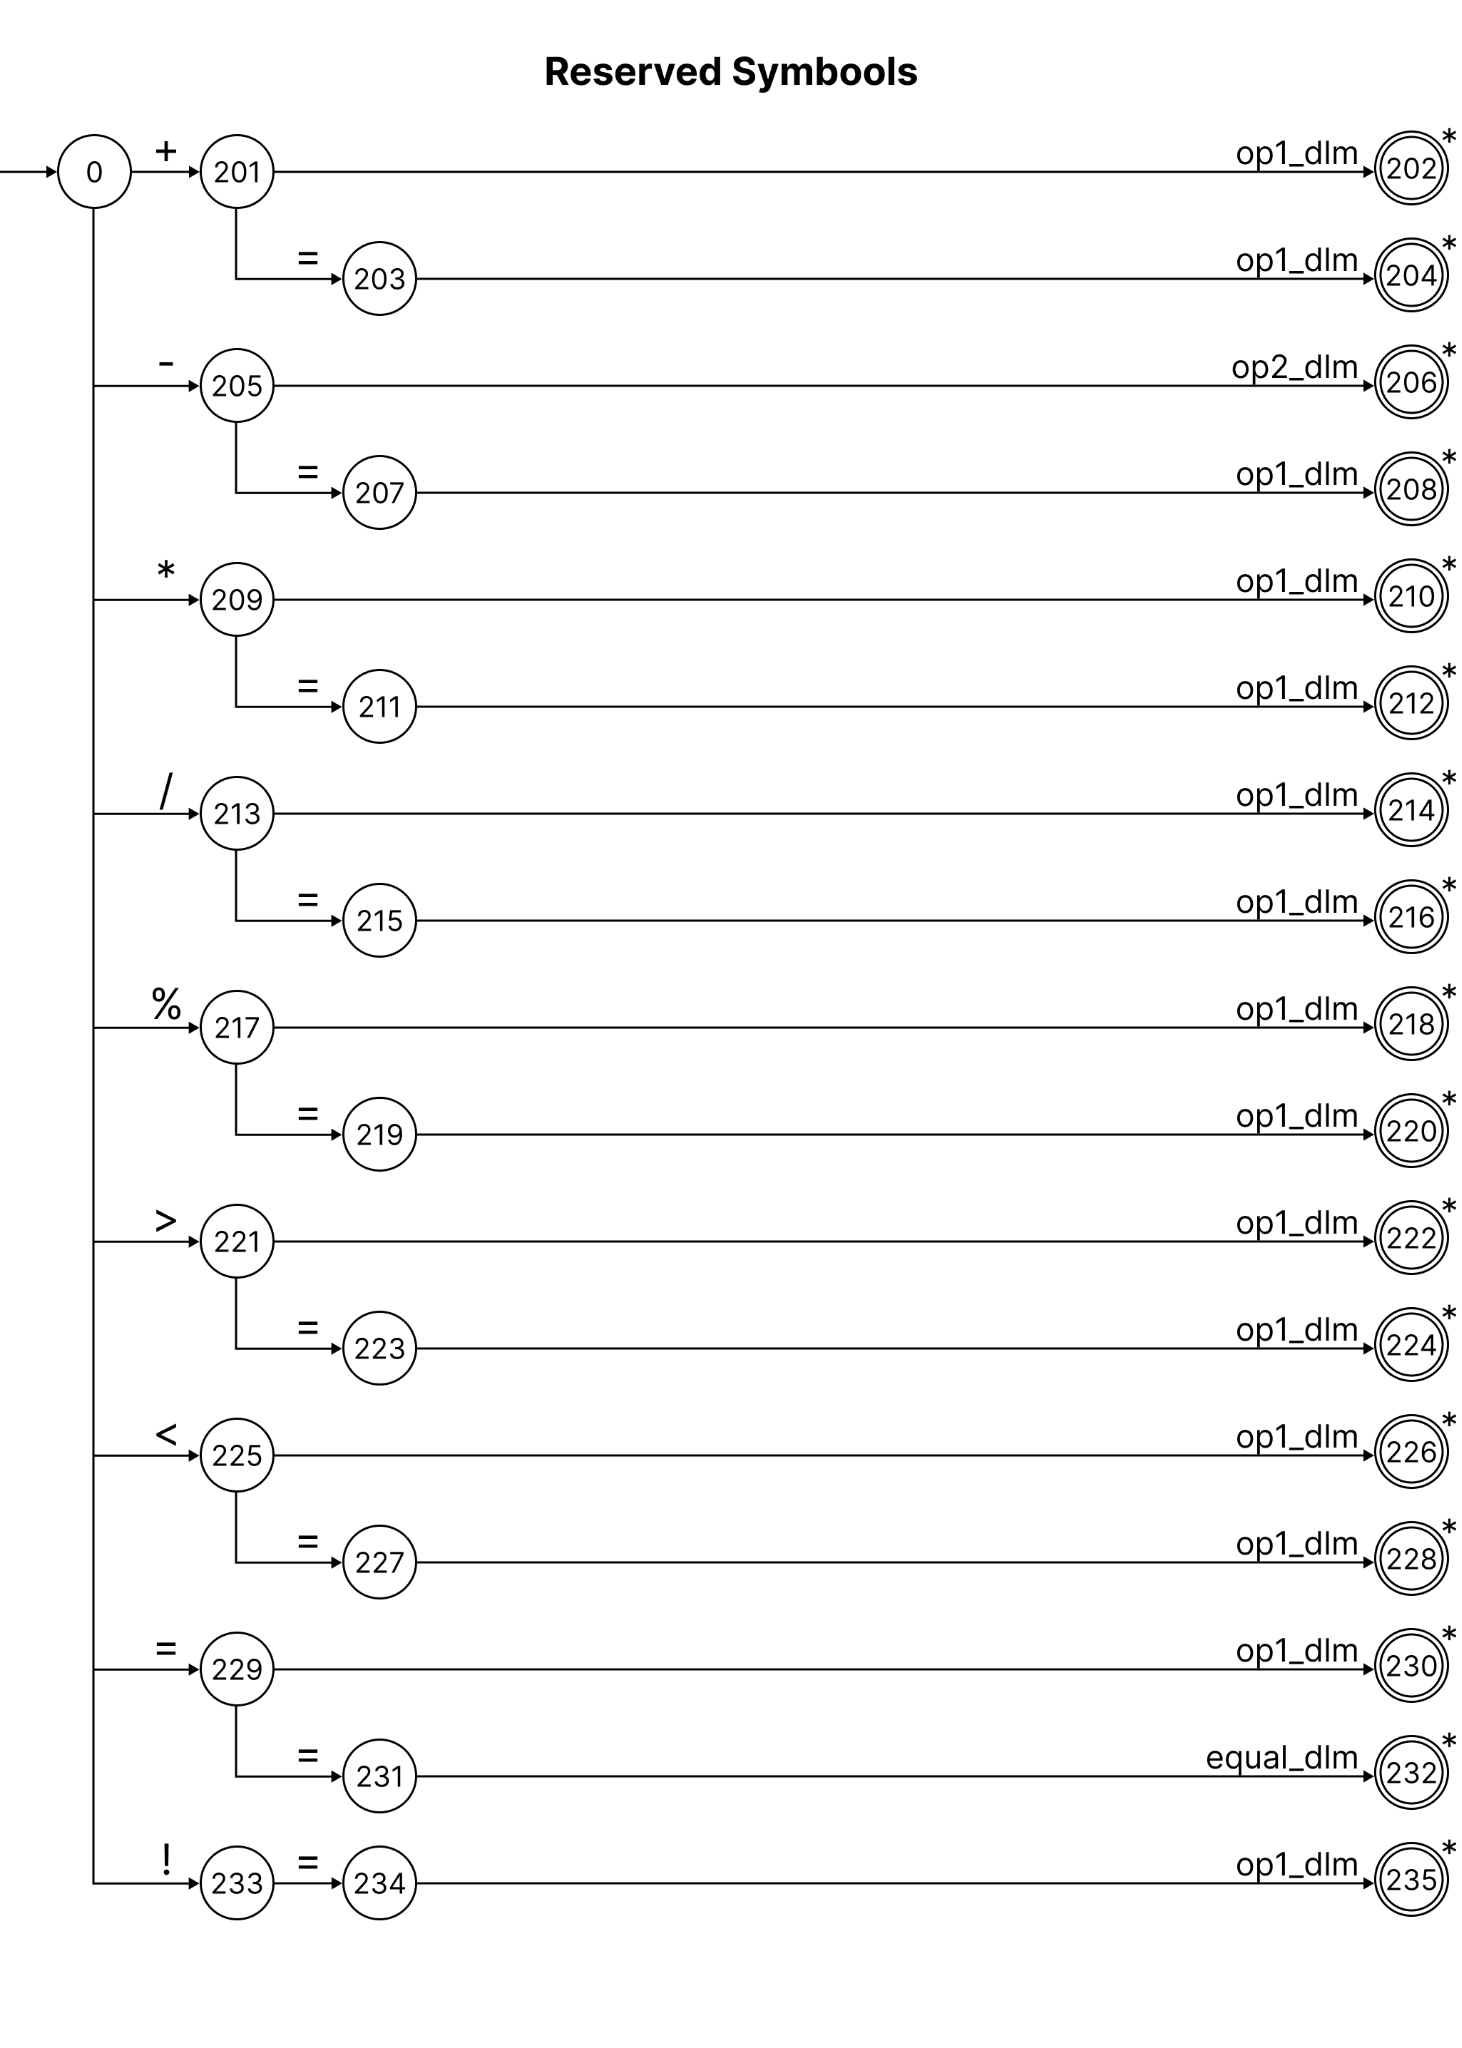 Reserved Symbools
0 + 201 op1_dlm 202 *
= 203 op1_dlm 204 *
- 205 op2_dlm 206 *
= 207 op1_dlm 208 *
* 209 op1_dlm 210 *
= 211 op1_dlm 212 *
/ 213 op1_dlm 214 *
= 215 op1_dlm 216 *
% 217 op1_dlm 218 *
= 219 op1_dlm 220 *
> 221 op1_dlm 222 *
= 223 op1_dlm 224 *
< 225 op1_dlm 226 *
= 227 op1_dlm 228 *
= 229 op1_dlm 230 *
= 231 equal_dlm 232 *
! 233 = 234 op1_dlm 235 *